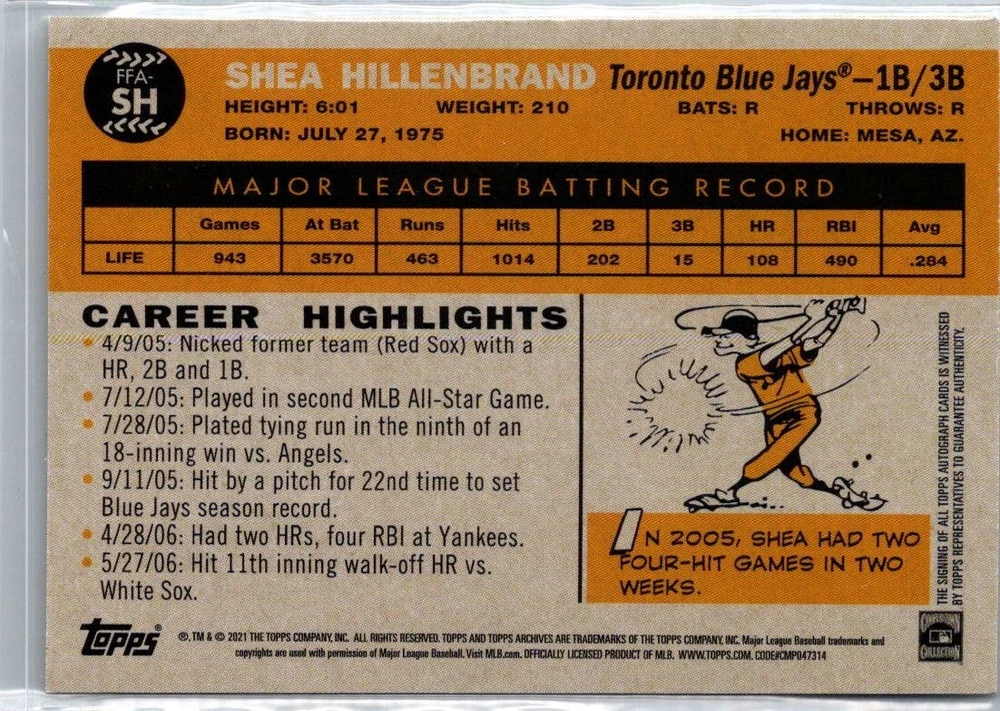 FFA-
SH
SHEA HILLENBRAND Toronto Blue Jays®—1B/3B
HEIGHT: 6:01 WEIGHT: 210 BATS: R THROWS: R
BORN: JULY 27, 1975 HOME: MESA, AZ.
MAJOR LEAGUE BATTING RECORD
Games At Bat Runs Hits 2B 3B HR RBI Avg
LIFE 943 3570 463 1014 202 15 108 490 .284
CAREER HIGHLIGHTS
• 4/9/05: Nicked former team (Red Sox) with a
HR, 2B and 1B.
• 7/12/05: Played in second MLB All-Star Game.
• 7/28/05: Plated tying run in the ninth of an
18-inning win vs. Angels.
• 9/11/05: Hit by a pitch for 22nd time to set
Blue Jays season record.
• 4/28/06: Had two HRs, four RBI at Yankees.
• 5/27/06: Hit 11th inning walk-off HR vs.
White Sox.
IN 2005, SHEA HAD TWO
FOUR-HIT GAMES IN TWO
WEEKS.
THE SIGNING OF ALL TOPPS AUTOGRAPH CARDS IS WITNESSED
BY TOPPS REPRESENTATIVES TO GUARANTEE AUTHENTICITY.
Topps®
®, TM & © 2021 THE TOPPS COMPANY, INC. ALL RIGHTS RESERVED. TOPPS AND TOPPS ARCHIVES ARE TRADEMARKS OF THE TOPPS COMPANY, INC. Major League Baseball trademarks and
copyrights are used with permission of Major League Baseball. Visit MLB.com. OFFICIALLY LICENSED PRODUCT OF MLB. WWW.TOPPS.COM. CODE#CMP047314
COOPERSTOWN
COLLECTION